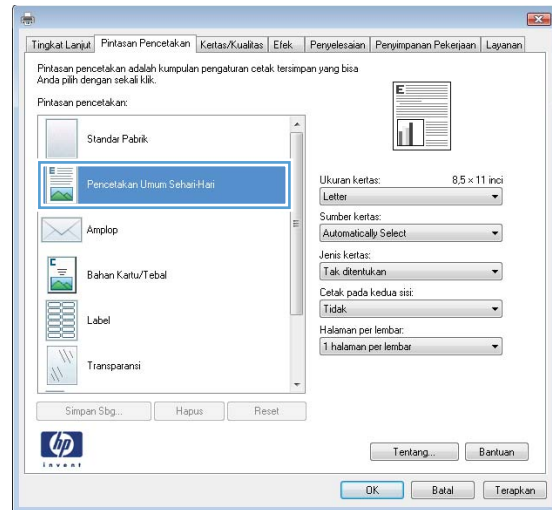 Tingkat Lanjut Pintasan Pencetakan Kertas/Kualitas Efek Penyelesaian Penyimpanan Pekerjaan Layanan
Pintasan pencetakan adalah kumpulan pengaturan cetak tersimpan yang bisa
Anda pilih dengan sekali klik.
Pintasan pencetakan:
Standar Pabrik
Pencetakan Umum Sehari-Hari
Amplop
Bahan Kartu/Tebal
Label
Transparansi
E
E
C
Ukuran kertas: 8,5 × 11 inci
Letter
Sumber kertas:
Automatically Select
Jenis kertas:
Tak ditentukan
Cetak pada kedua sisi:
Tidak
Halaman per lembar:
1 halaman per lembar
Simpan Sbg... Hapus Reset
hp
invent
Tentang... Bantuan
OK Batal Terapkan